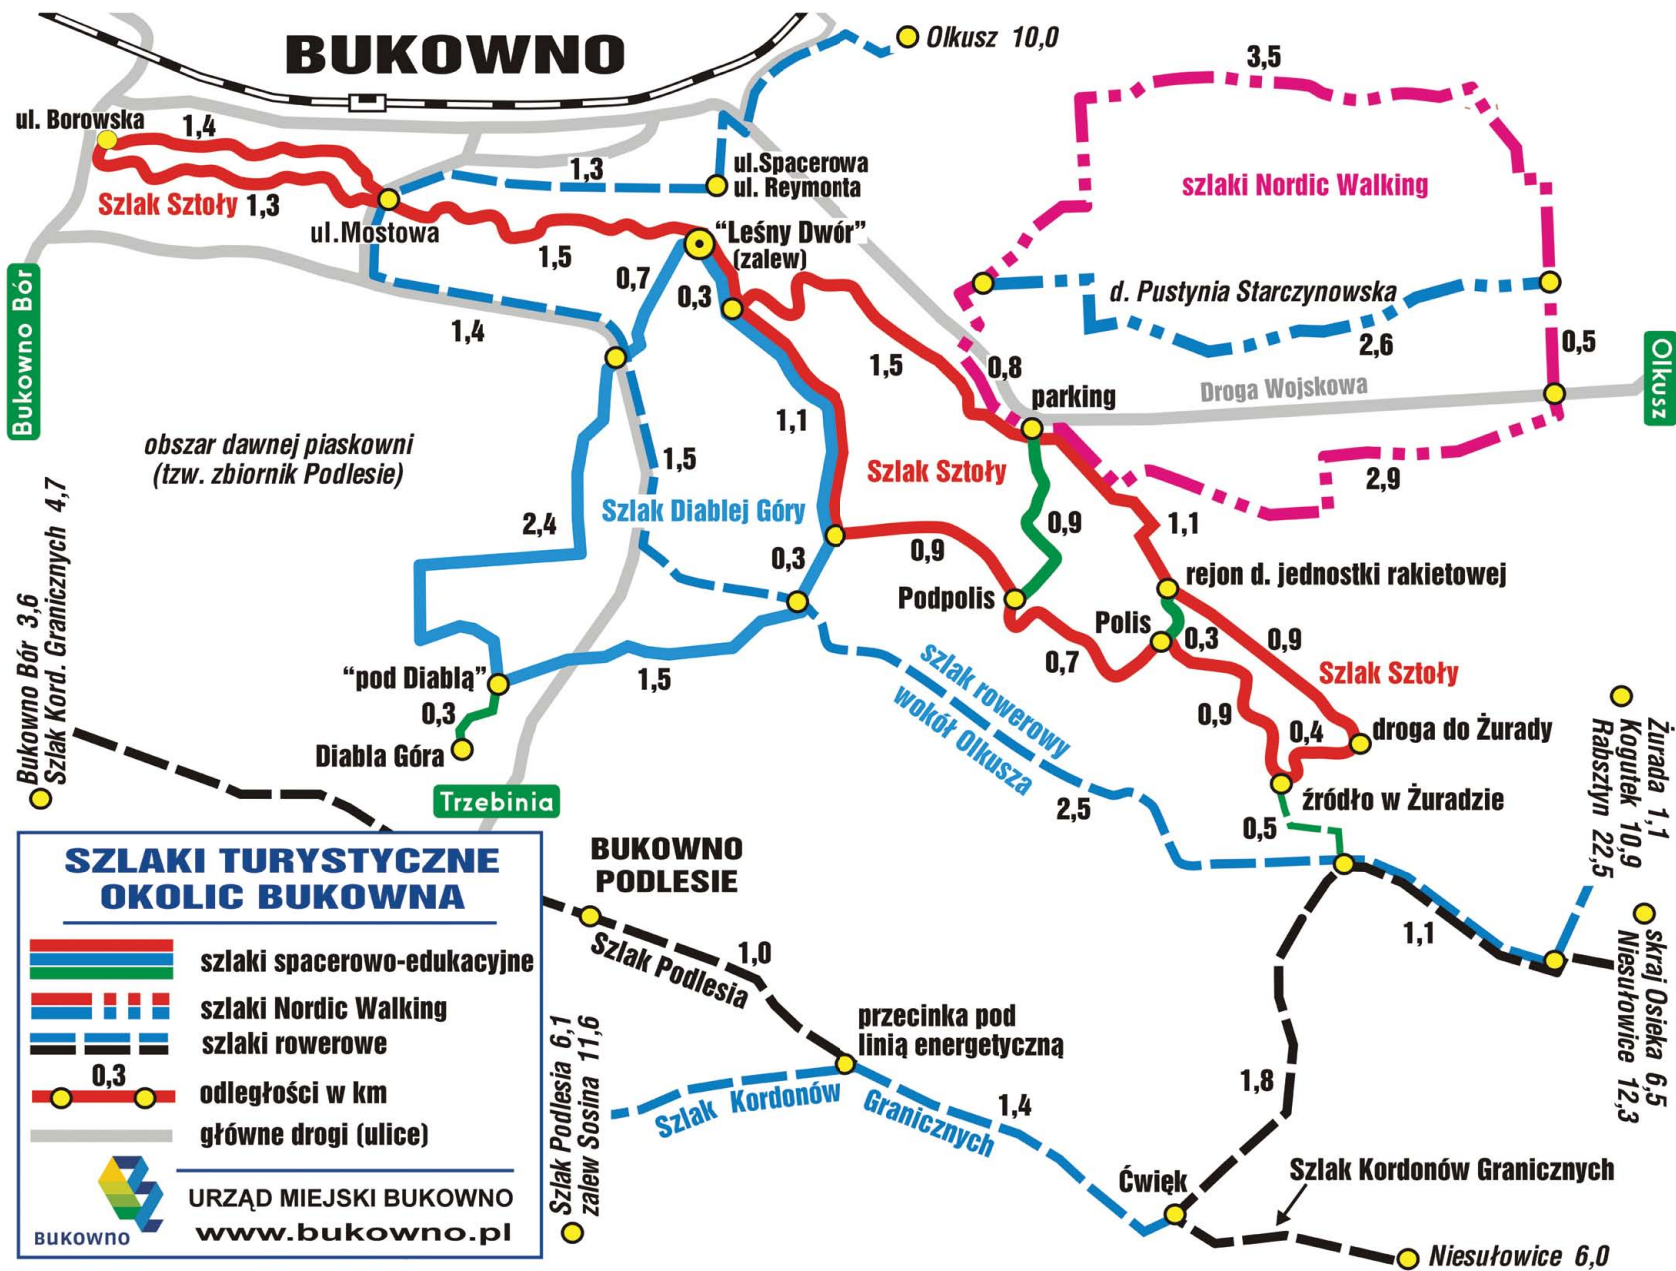 BUKOWNO
Olkusz 10,0
3,5
ul. Borowska
1,4
1,3
ul.Spacerowa
ul. Reymonta
szlaki Nordic Walking
Szlak Sztoły 1,3
ul.Mostowa
1,5
“Leśny Dwór”
(zalew)
0,7
0,3
d. Pustynia Starczynowska
2,6
0,5
Bukowno Bór
Olkusz
1,4
1,5
0,8
parking
Droga Wojskowa
1,1
obszar dawnej piaskowni
(tzw. zbiornik Podlesie)
1,5
Szlak Sztoły
2,9
2,4
Szlak Diablej Góry
0,9
1,1
0,3
0,9
rejon d. jednostki rakietowej
Podpolis
Polis
0,3
0,9
0,7
Szlak Sztoły
“pod Diablą”
1,5
0,3
0,9
0,4
droga do Żurady
Diabla Góra
szlak rowerowy
wokół Olkusza
2,5
źródło w Żuradzie
0,5
Bukowno Bór 3,6
Szlak Kord. Granicznych 4,7
Trzebinia
Żurada 1,1
Kogutek 10,9
Rabsztyn 22,5
BUKOWNO
PODLESIE
1,0
Szlak Podlesia
1,1
skraj Osieka 6,5
Niesułowice 12,3
przecinka pod
linią energetyczną
1,8
Szlak Kordonów Granicznych
1,4
Szlak Podlesia 6,1
zalew Sosina 11,6
Ćwięk
Szlak Kordonów Granicznych
Niesułowice 6,0
SZLAKI TURYSTYCZNE
OKOLIC BUKOWNA
szlaki spacerowo-edukacyjne
szlaki Nordic Walking
szlaki rowerowe
0,3
odległości w km
główne drogi (ulice)
BUKOWNO
URZĄD MIEJSKI BUKOWNO
www.bukowno.pl